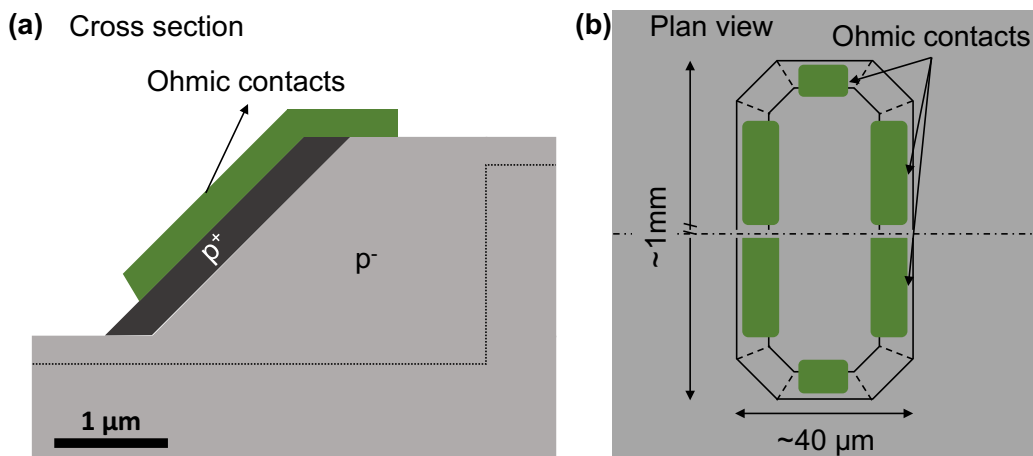 (a) Cross section
Ohmic contacts
p⁺
p⁻
1 μm
(b) Plan view
Ohmic contacts
~1mm
~40 μm